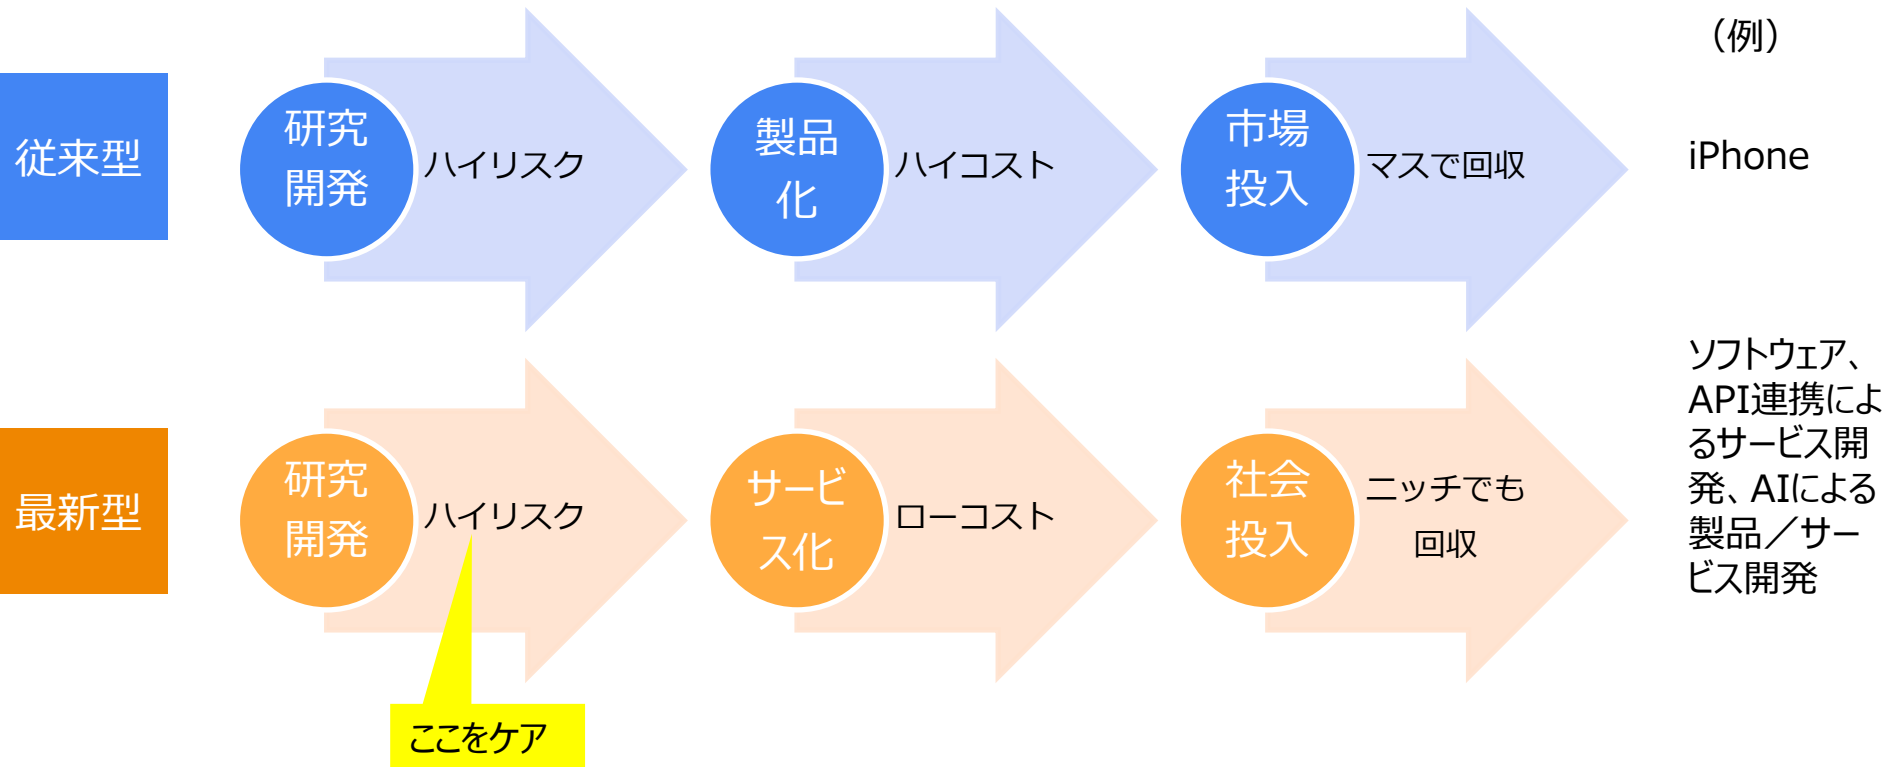 （例）
従来型
研究
開発
ハイリスク
製品
化
ハイコスト
市場
投入
マスで回収
iPhone
最新型
研究
開発
ハイリスク
サービ
ス化
ローコスト
社会
投入
ニッチでも
回収
ソフトウェア、
API連携によ
るサービス開
発、AIによる
製品／サー
ビス開発
ここをケア